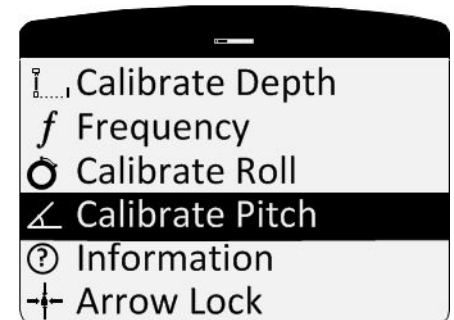 Calibrate Depth
f Frequency
Calibrate Roll
Calibrate Pitch
? Information
Arrow Lock